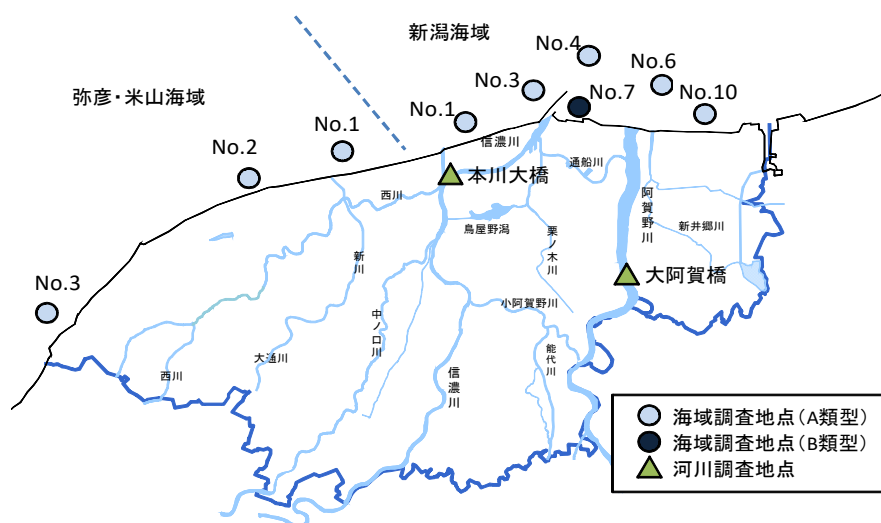 新潟海域
弥彦・米山海域
No.4
No.6
No.3
No.7
No.10
No.1
No.1
No.2
No.3
信濃川
通船川
本川大橋
西川
鳥屋野潟
阿賀野川
新井郷川
栗ノ木川
新川
大阿賀橋
小阿賀野川
中ノ口川
大通川
能代川
西川
信濃川
海域調査地点(A類型)
海域調査地点(B類型)
河川調査地点